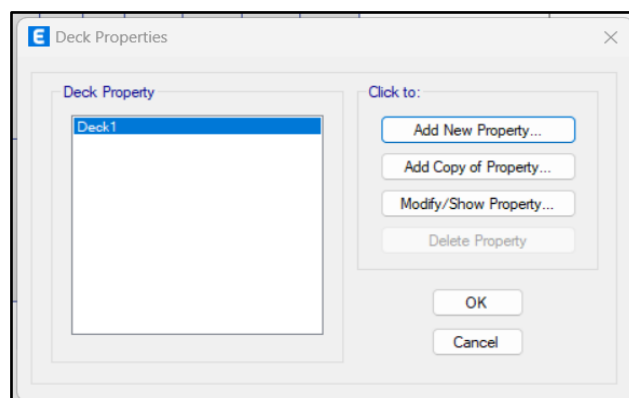 E Deck Properties
Deck Property
Deck1
Click to:
Add New Property...
Add Copy of Property...
Modify/Show Property...
Delete Property
OK
Cancel